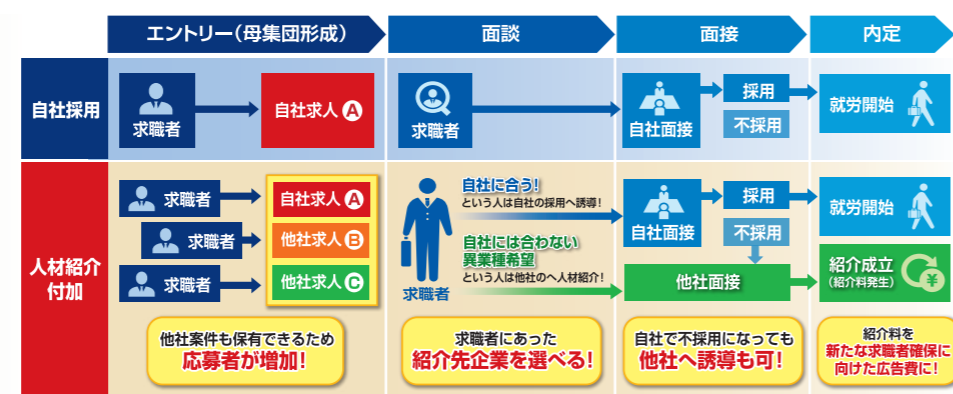 エントリー(母集団形成)
面談
面接
内定
自社採用
求職者
自社求人 A
求職者
自社面接
採用
不採用
就労開始
人材紹介
付加
求職者
自社求人 A
求職者
他社求人 B
求職者
他社求人 C
他社案件も保有できるため
応募者が増加!
求職者
自社に合う!
という人は自社の採用へ誘導!
自社には合わない
異業種希望
という人は他社のへ人材紹介!
求職者にあった
紹介先企業を選べる!
自社面接
採用
不採用
他社面接
自社で不採用になっても
他社へ誘導も可!
就労開始
紹介成立
(紹介料発生)
¥
紹介料を
新たな求職者確保に
向けた広告費に!